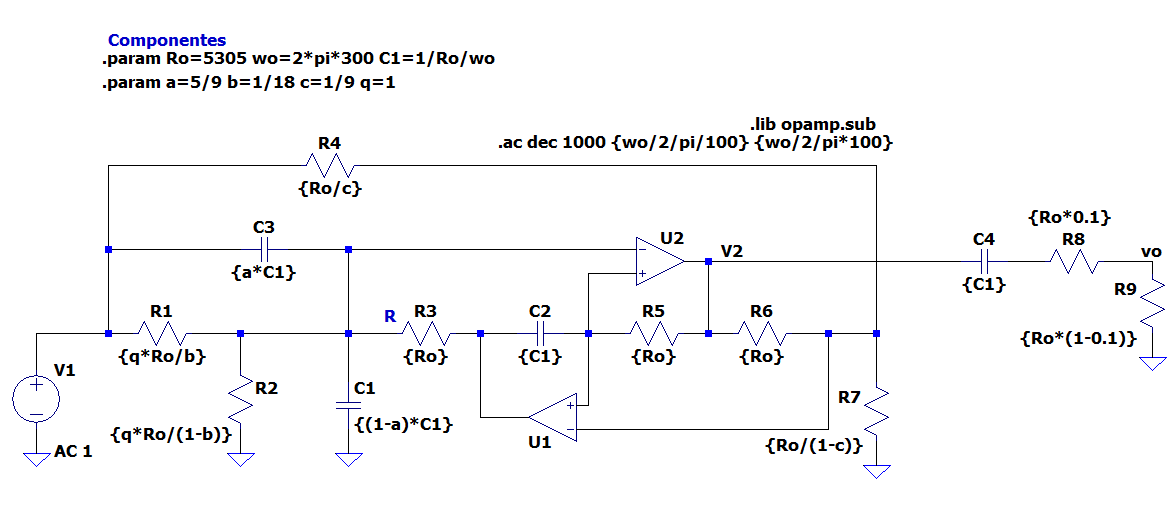 Componentes
.param Ro=5305 wo=2*pi*300 C1=1/Ro/wo
.param a=5/9 b=1/18 c=1/9 q=1
.lib opamp.sub
.ac dec 1000 {wo/2/pi/100} {wo/2/pi*100}
R4
{Ro/c}
C3
{a*C1}
U2
V2
C4
{C1}
{Ro*0.1}
R8
vo
R9
{Ro*(1-0.1)}
R1
{q*Ro/b}
R
R3
{Ro}
C2
{C1}
R5
{Ro}
R6
{Ro}
V1
AC 1
R2
{q*Ro/(1-b)}
C1
{(1-a)*C1}
U1
R7
{Ro/(1-c)}